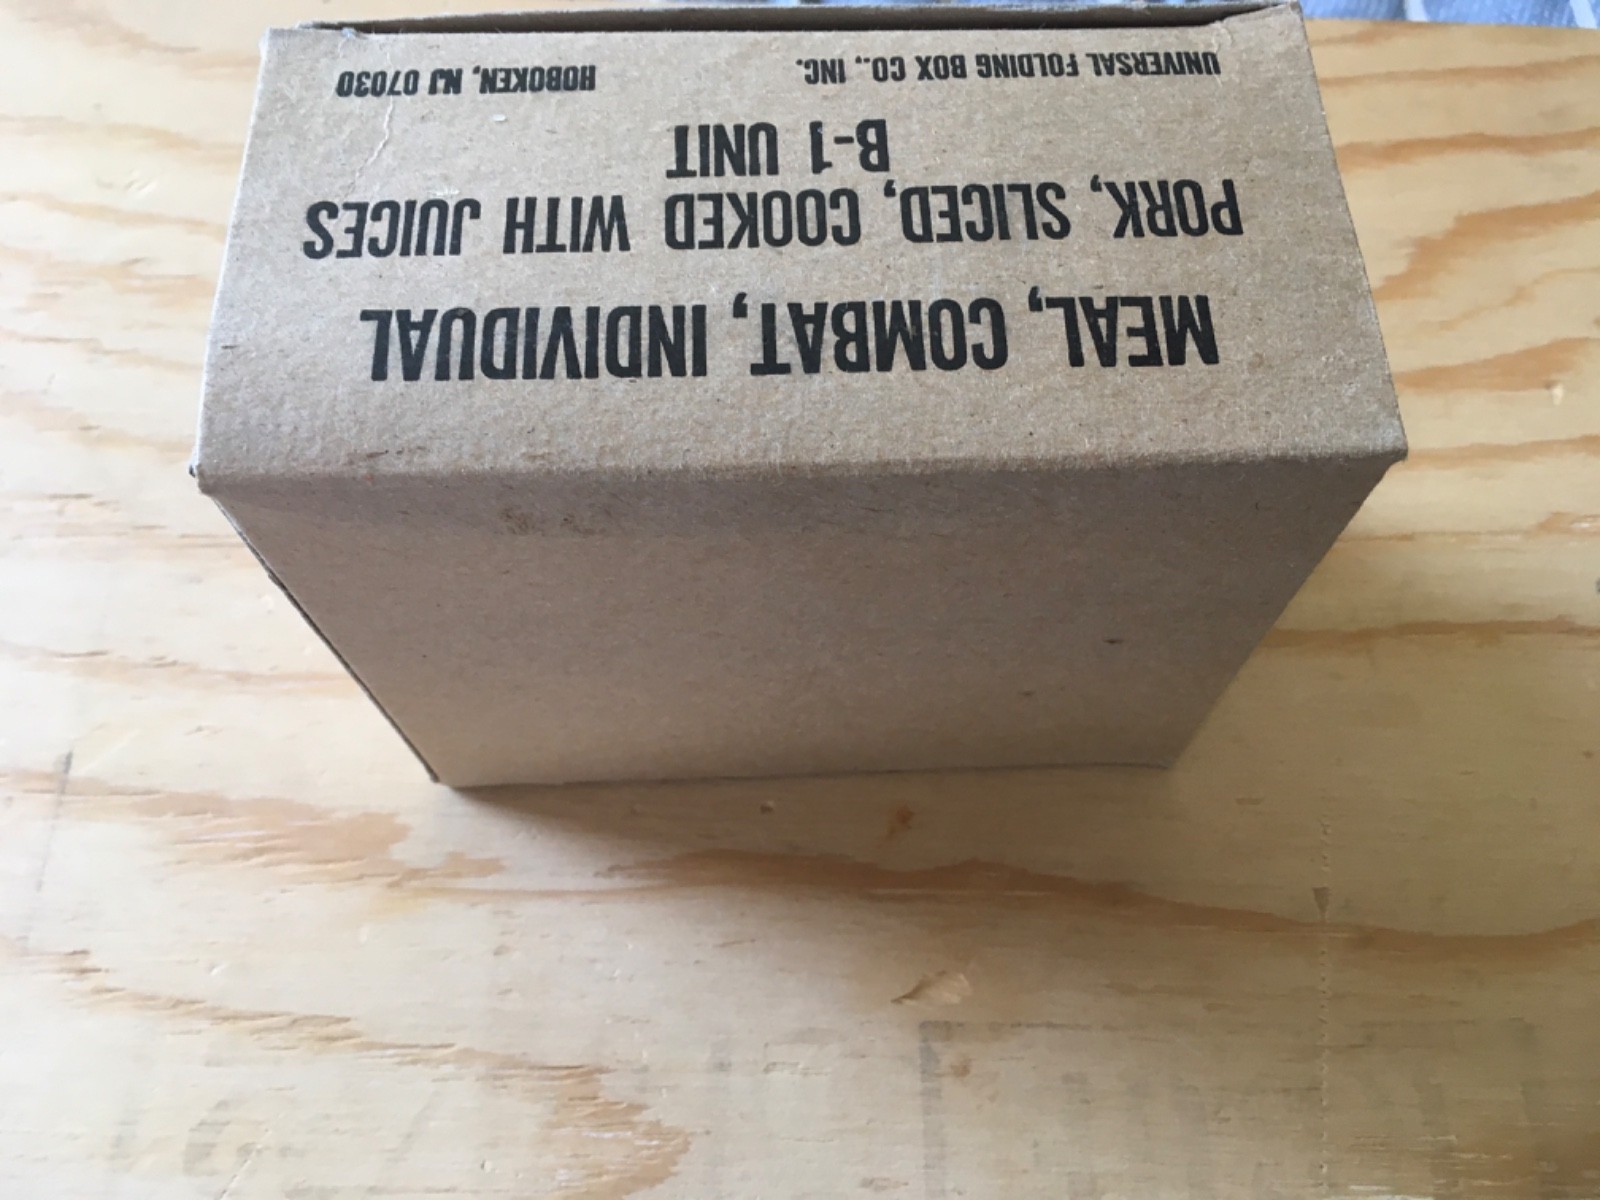 MEAL, COMBAT, INDIVIDUAL
PORK, SLICED, COOKED WITH JUICES
B-1 UNIT
UNIVERSAL FOLDING BOX CO., INC. HOBOKEN, NJ 07030